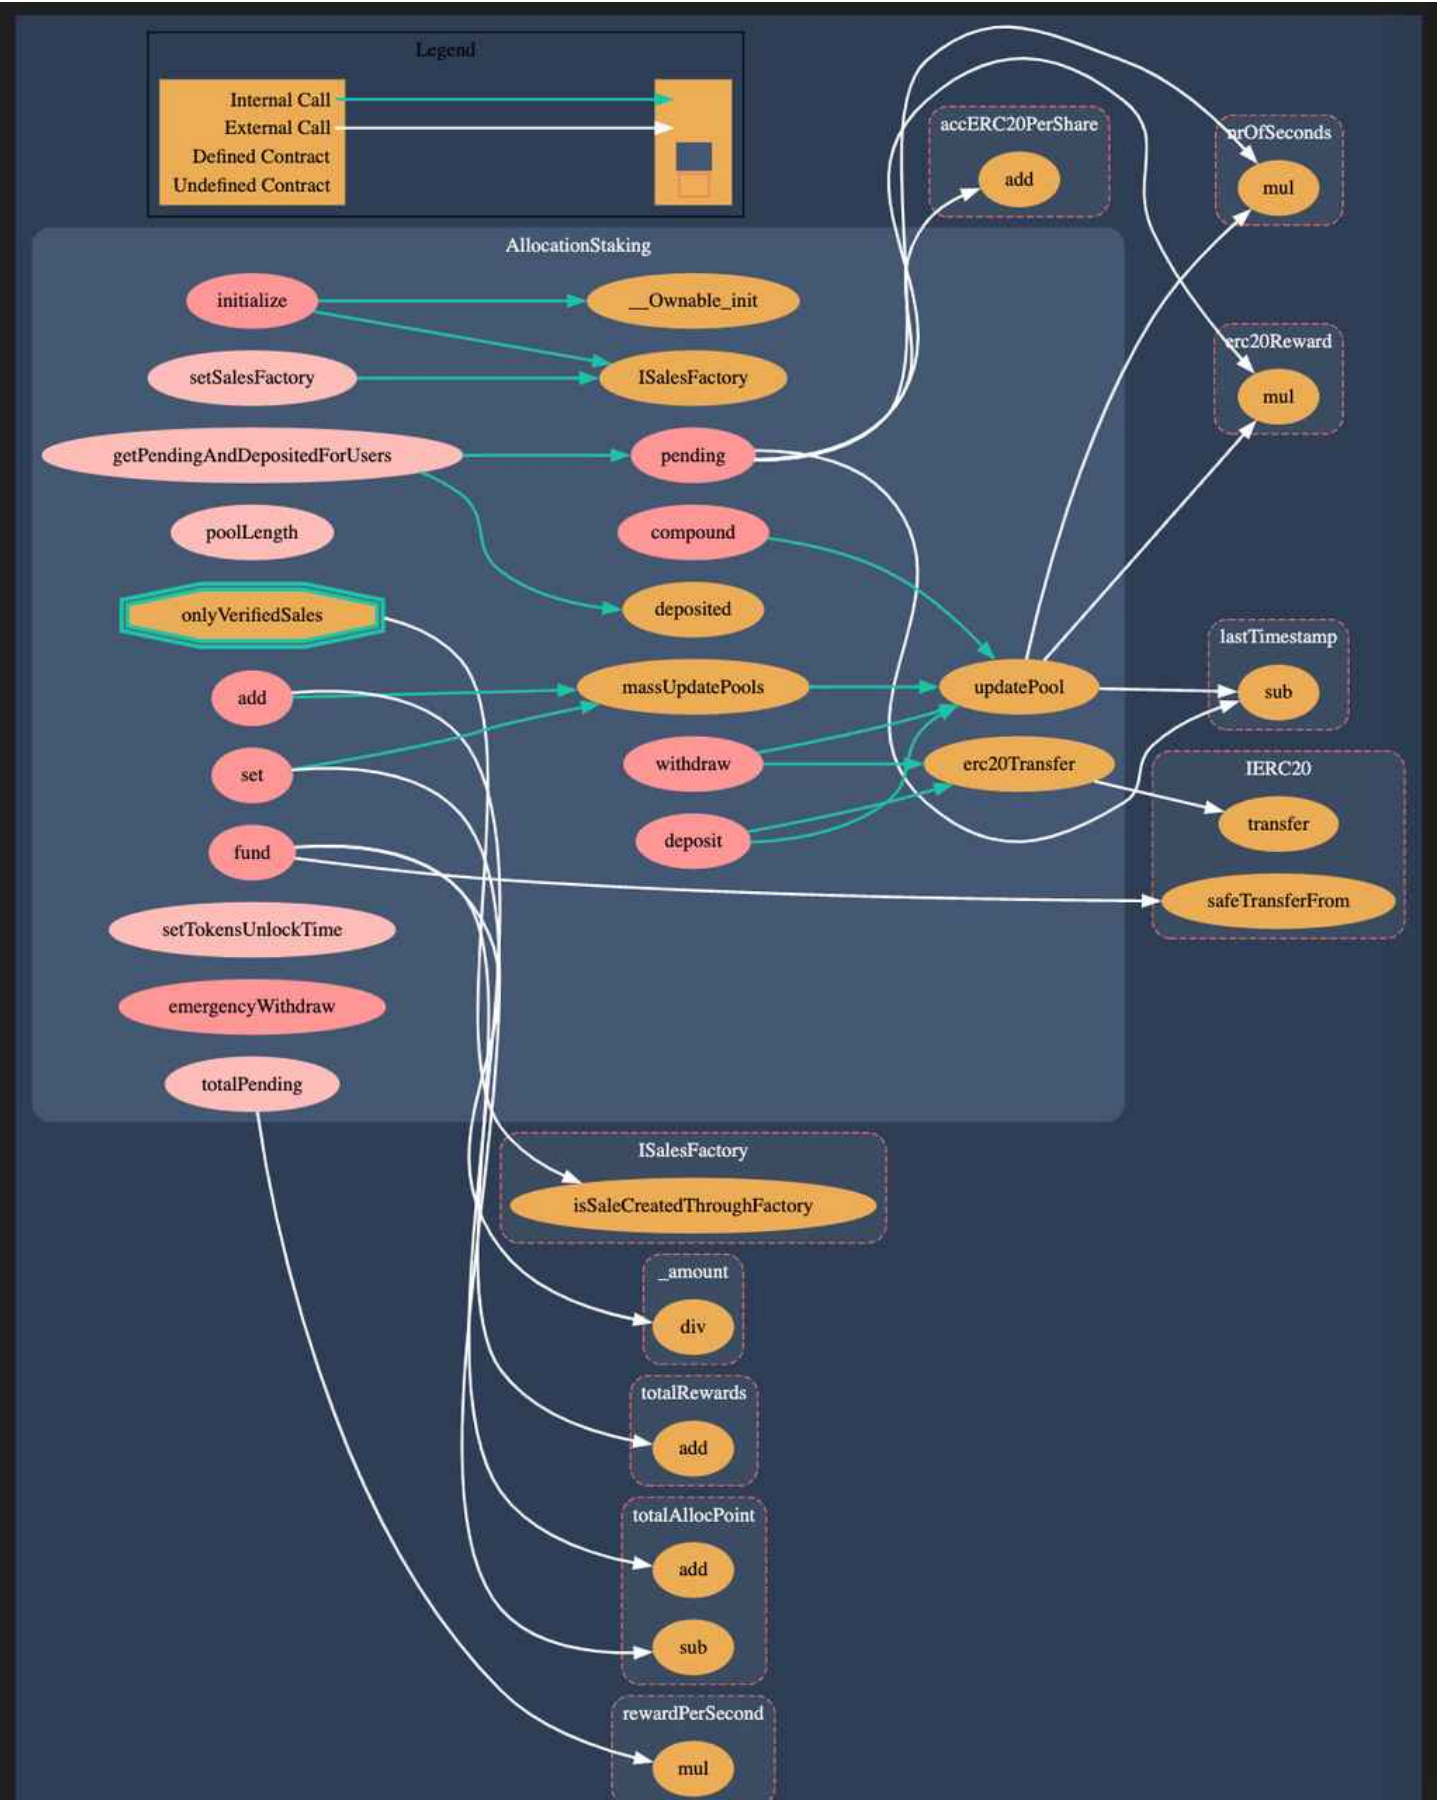 Legend
Internal Call
External Call
Defined Contract
Undefined Contract
accERC20PerShare
add
nrOfSeconds
mul
AllocationStaking
initialize
__Ownable_init
setSalesFactory
ISalesFactory
erc20Reward
mul
getPendingAndDepositedForUsers
pending
poolLength
compound
onlyVerifiedSales
deposited
lastTimestamp
add
massUpdatePools
updatePool
sub
set
withdraw
erc20Transfer
IERC20
transfer
fund
deposit
safeTransferFrom
setTokensUnlockTime
emergencyWithdraw
totalPending
ISalesFactory
isSaleCreatedThroughFactory
_amount
div
totalRewards
add
totalAllocPoint
add
sub
rewardPerSecond
mul